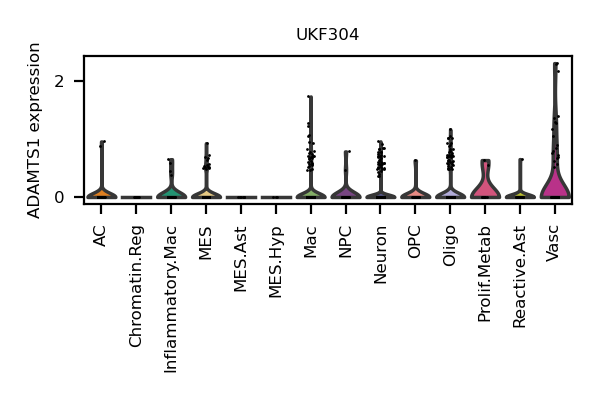 UKF304
ADAMTS1 expression
2
0
AC
Chromatin.Reg
Inflammatory.Mac
MES
MES.Ast
MES.Hyp
Mac
NPC
Neuron
OPC
Oligo
Prolif.Metab
Reactive.Ast
Vasc